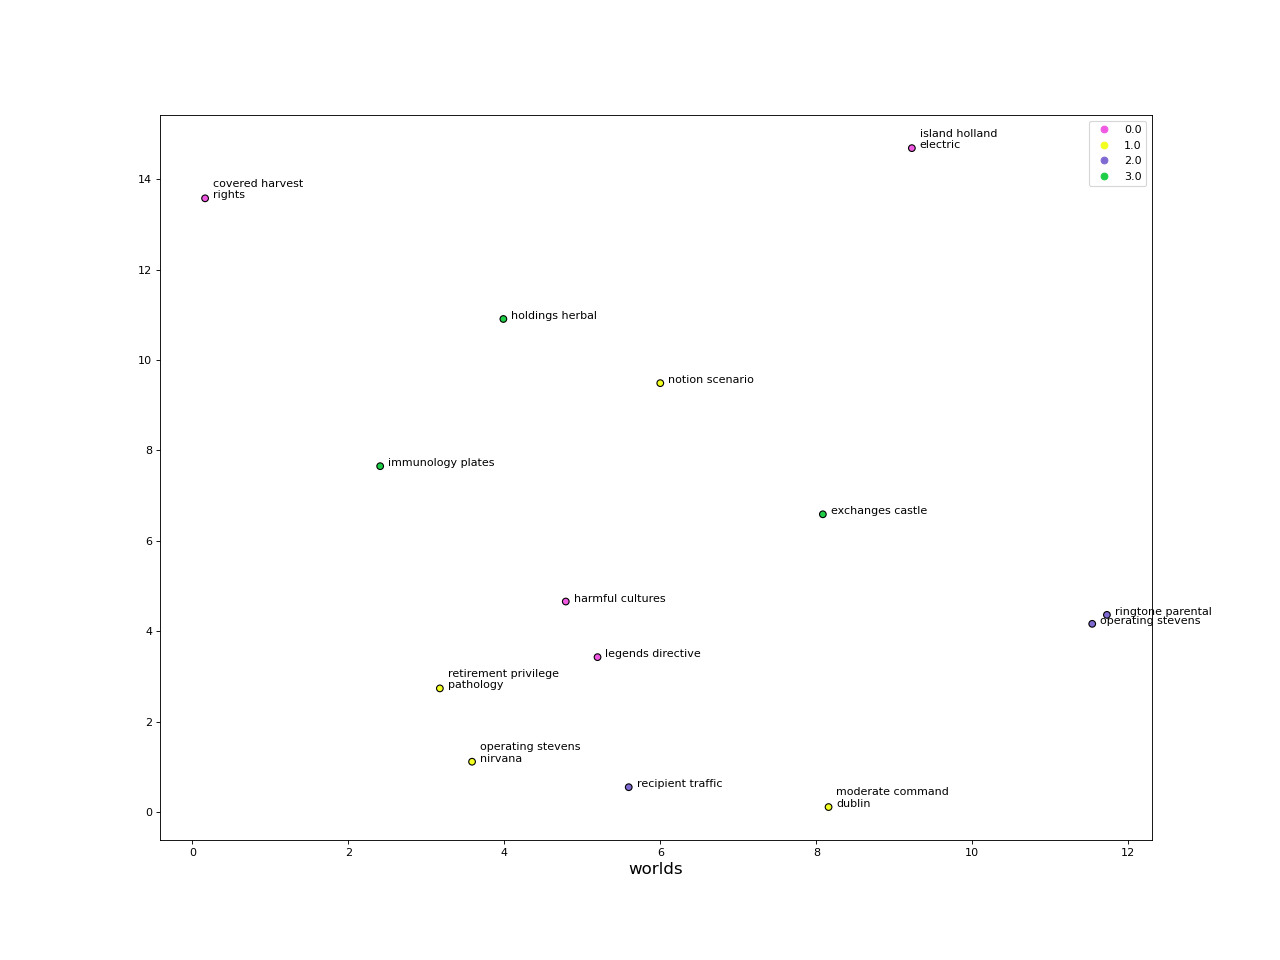 island holland
electric
0.0
1.0
2.0
3.0
covered harvest
rights
14
12
holdings herbal
10
notion scenario
8
immunology plates
exchanges castle
6
harmful cultures
ringtone parental
operating stevens
4
legends directive
retirement privilege
pathology
2
operating stevens
nirvana
recipient traffic
moderate command
dublin
0
0 2 4 6 8 10 12
worlds